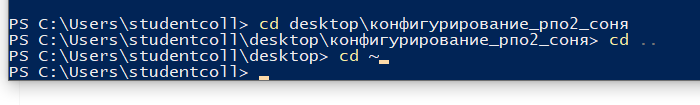 PS C:\Users\studentcoll> cd desktop\конфигурирование_рпо2_соня
PS C:\Users\studentcoll\desktop\конфигурирование_рпо2_соня> cd ..
PS C:\Users\studentcoll\desktop> cd ~
PS C:\Users\studentcoll>